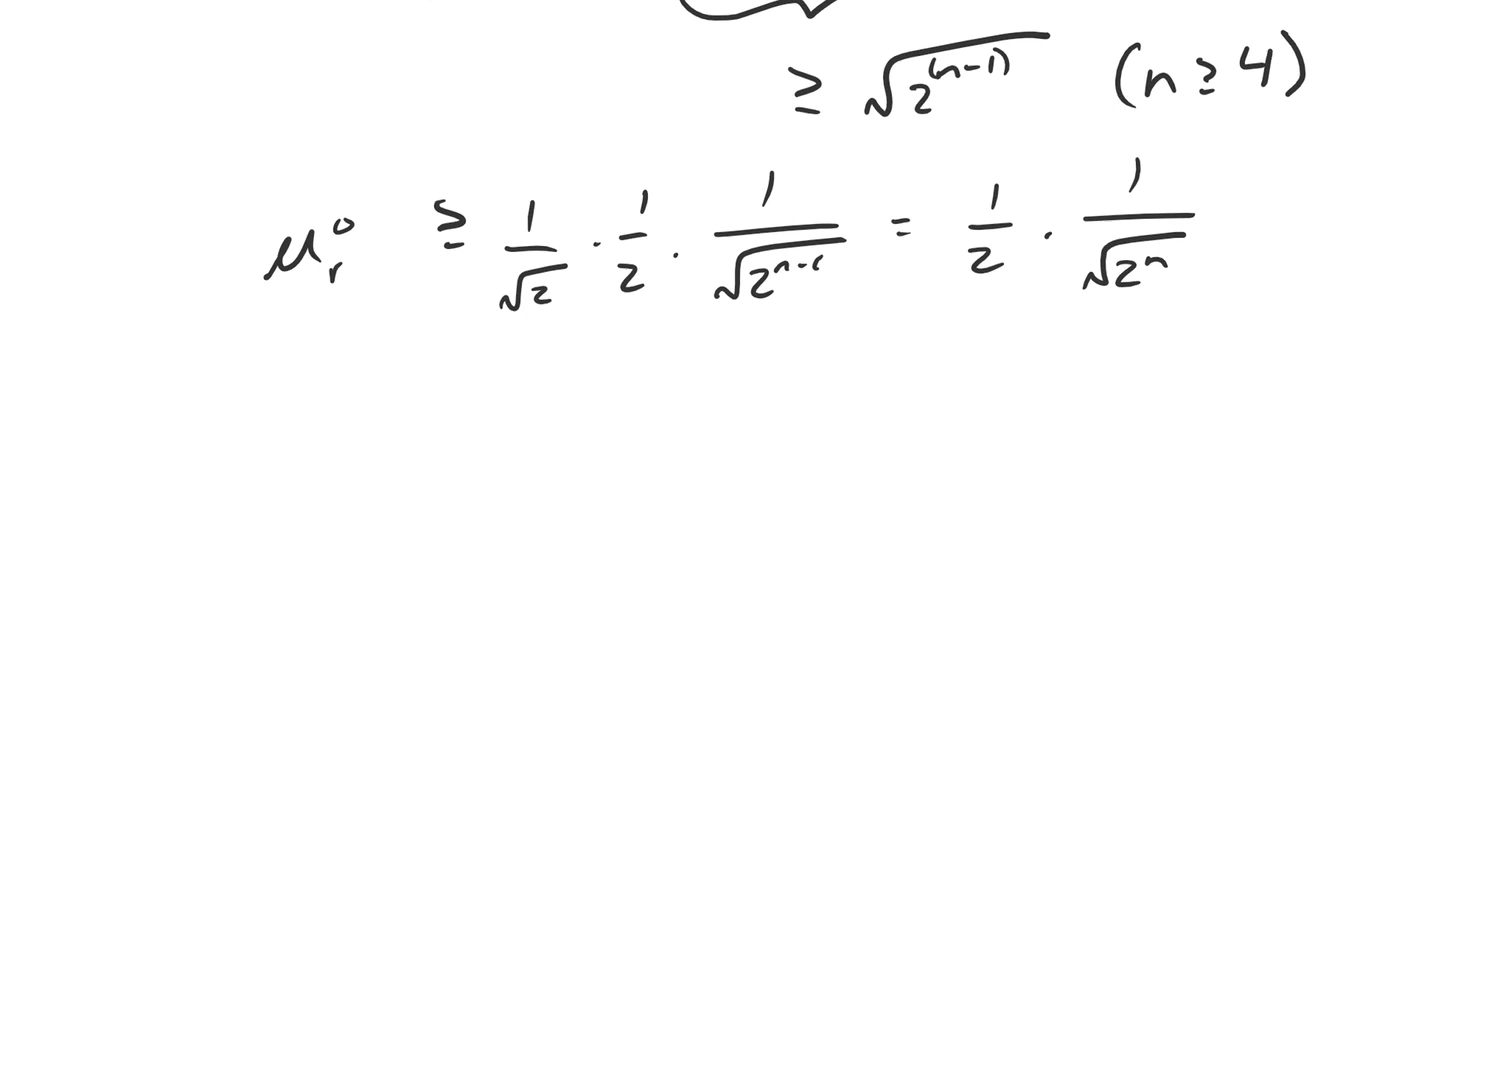 ≥ √2^(n-1) (n ≥ 4)
μ_r^0 ≥ 1/√2 · 1/2 · 1/√2^{n-1} = 1/2 · 1/√2^n